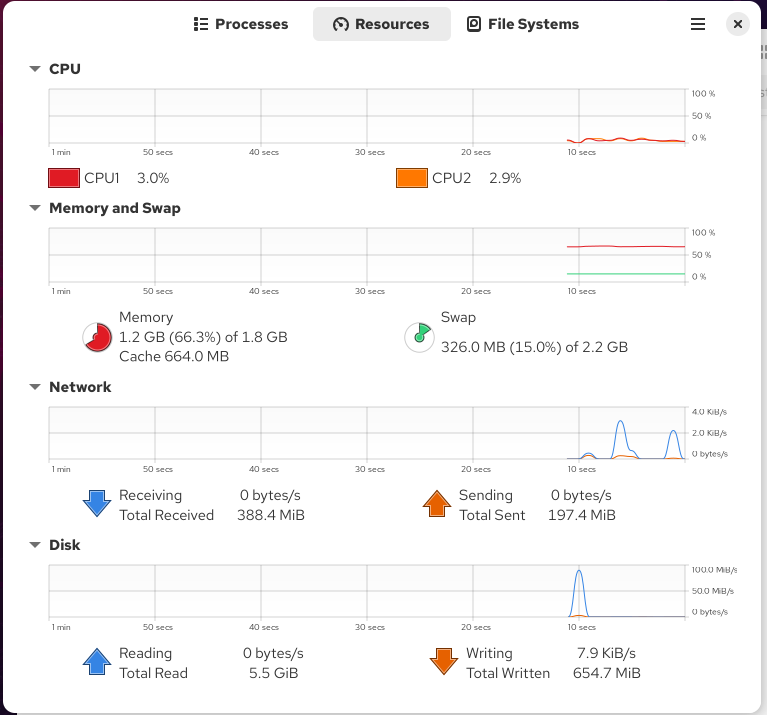 Processes Resources File Systems
CPU
100 %
50 %
0 %
1 min 50 secs 40 secs 30 secs 20 secs 10 secs
CPU1 3.0% CPU2 2.9%
Memory and Swap
100 %
50 %
0 %
1 min 50 secs 40 secs 30 secs 20 secs 10 secs
Memory
1.2 GB (66.3%) of 1.8 GB
Cache 664.0 MB
Swap
326.0 MB (15.0%) of 2.2 GB
Network
4.0 KiB/s
2.0 KiB/s
0 bytes/s
1 min 50 secs 40 secs 30 secs 20 secs 10 secs
Receiving 0 bytes/s
Total Received 388.4 MiB
Sending 0 bytes/s
Total Sent 197.4 MiB
Disk
100.0 MiB/s
50.0 MiB/s
0 bytes/s
1 min 50 secs 40 secs 30 secs 20 secs 10 secs
Reading 0 bytes/s
Total Read 5.5 GiB
Writing 7.9 KiB/s
Total Written 654.7 MiB